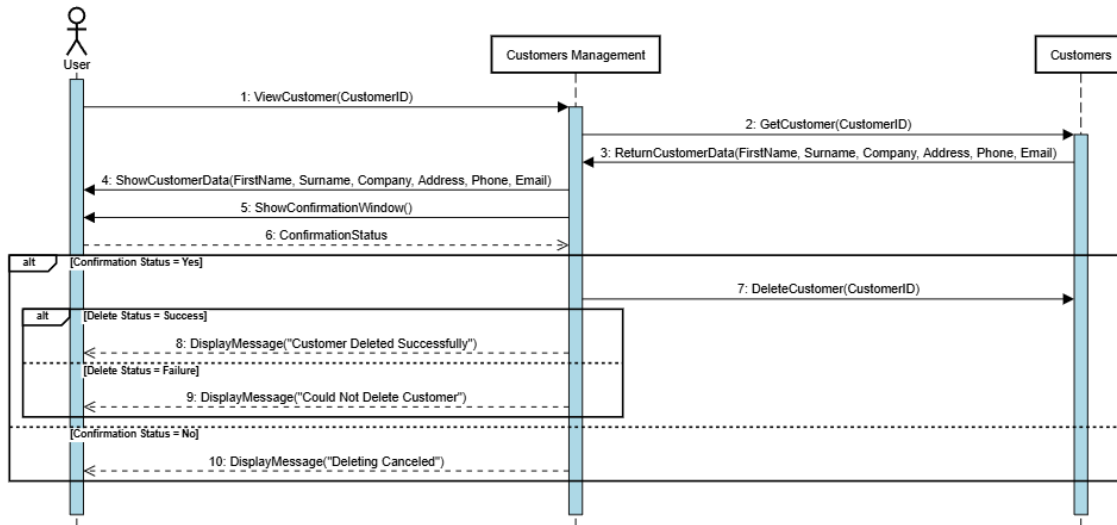 User
Customers Management
Customers
1: ViewCustomer(CustomerID)
2: GetCustomer(CustomerID)
3: ReturnCustomerData(FirstName, Surname, Company, Address, Phone, Email)
4: ShowCustomerData(FirstName, Surname, Company, Address, Phone, Email)
5: ShowConfirmationWindow()
6: ConfirmationStatus
alt
[Confirmation Status = Yes]
7: DeleteCustomer(CustomerID)
alt
[Delete Status = Success]
8: DisplayMessage("Customer Deleted Successfully")
[Delete Status = Failure]
9: DisplayMessage("Could Not Delete Customer")
[Confirmation Status = No]
10: DisplayMessage("Deleting Canceled")